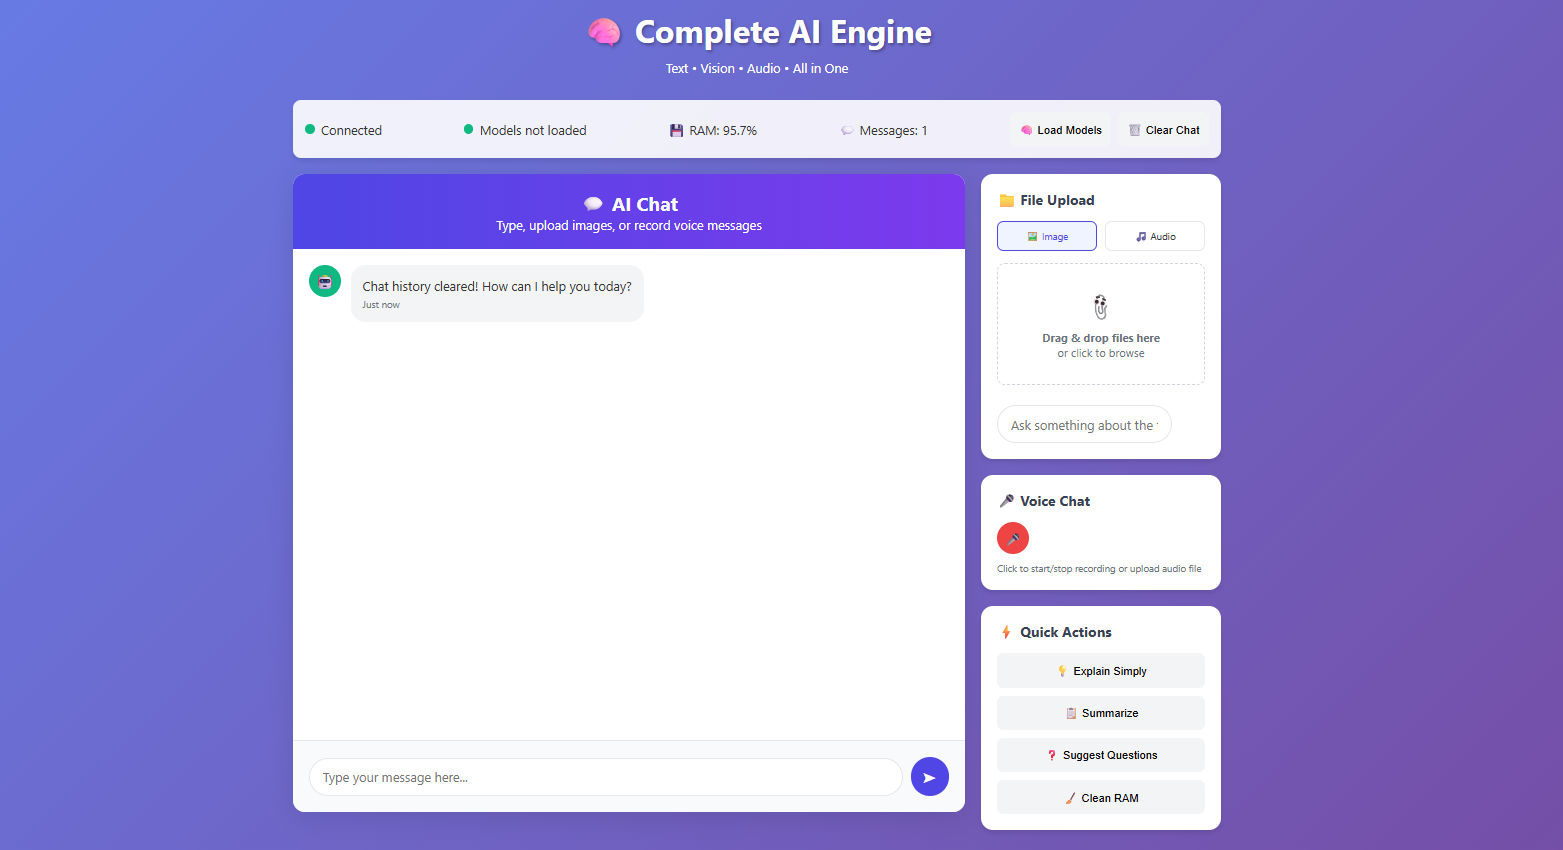 Complete AI Engine
Text • Vision • Audio • All in One
Connected
Models not loaded
RAM: 95.7%
Messages: 1
Load Models
Clear Chat
AI Chat
Type, upload images, or record voice messages
Chat history cleared! How can I help you today?
Just now
Type your message here...
File Upload
Image
Audio
Drag & drop files here
or click to browse
Ask something about the
Voice Chat
Click to start/stop recording or upload audio file
Quick Actions
Explain Simply
Summarize
Suggest Questions
Clean RAM